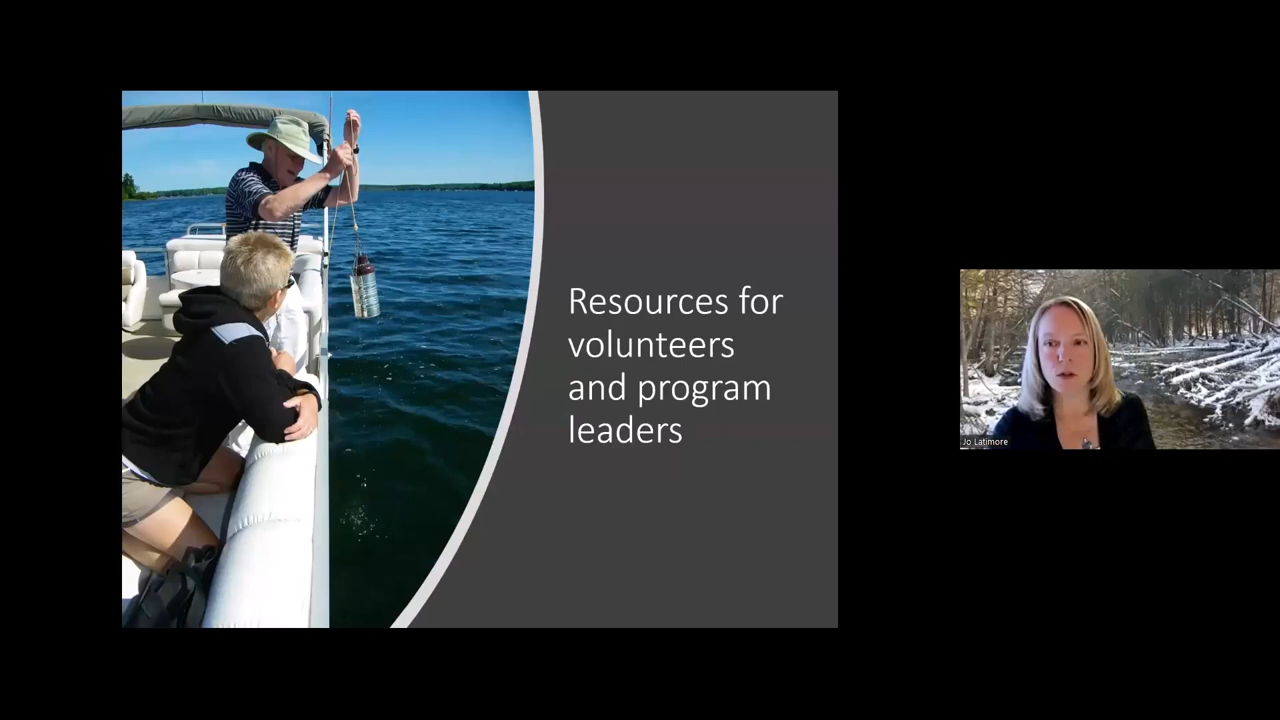 Resources for
volunteers
and program
leaders
Jo Latimore